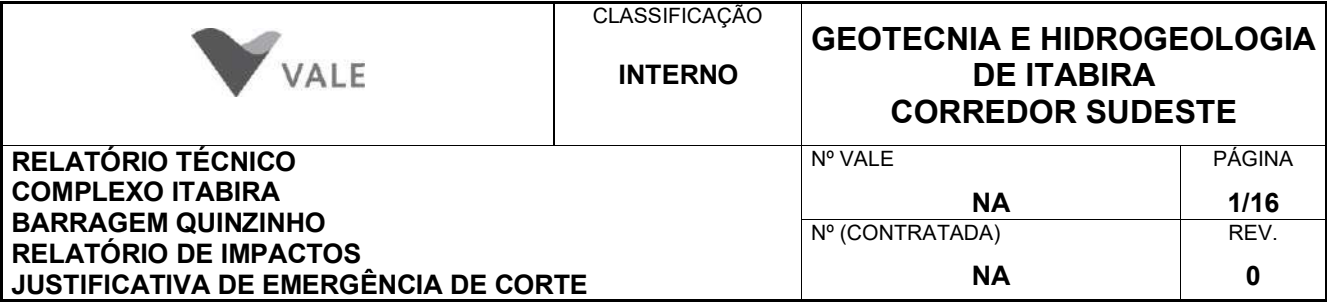 VALE
CLASSIFICAÇÃO
INTERNO
GEOTECNIA E HIDROGEOLOGIA
DE ITABIRA
CORREDOR SUDESTE
RELATÓRIO TÉCNICO
COMPLEXO ITABIRA
BARRAGEM QUINZINHO
RELATÓRIO DE IMPACTOS
JUSTIFICATIVA DE EMERGÊNCIA DE CORTE
Nº VALE
NA
PÁGINA
1/16
Nº (CONTRATADA)
NA
REV.
0